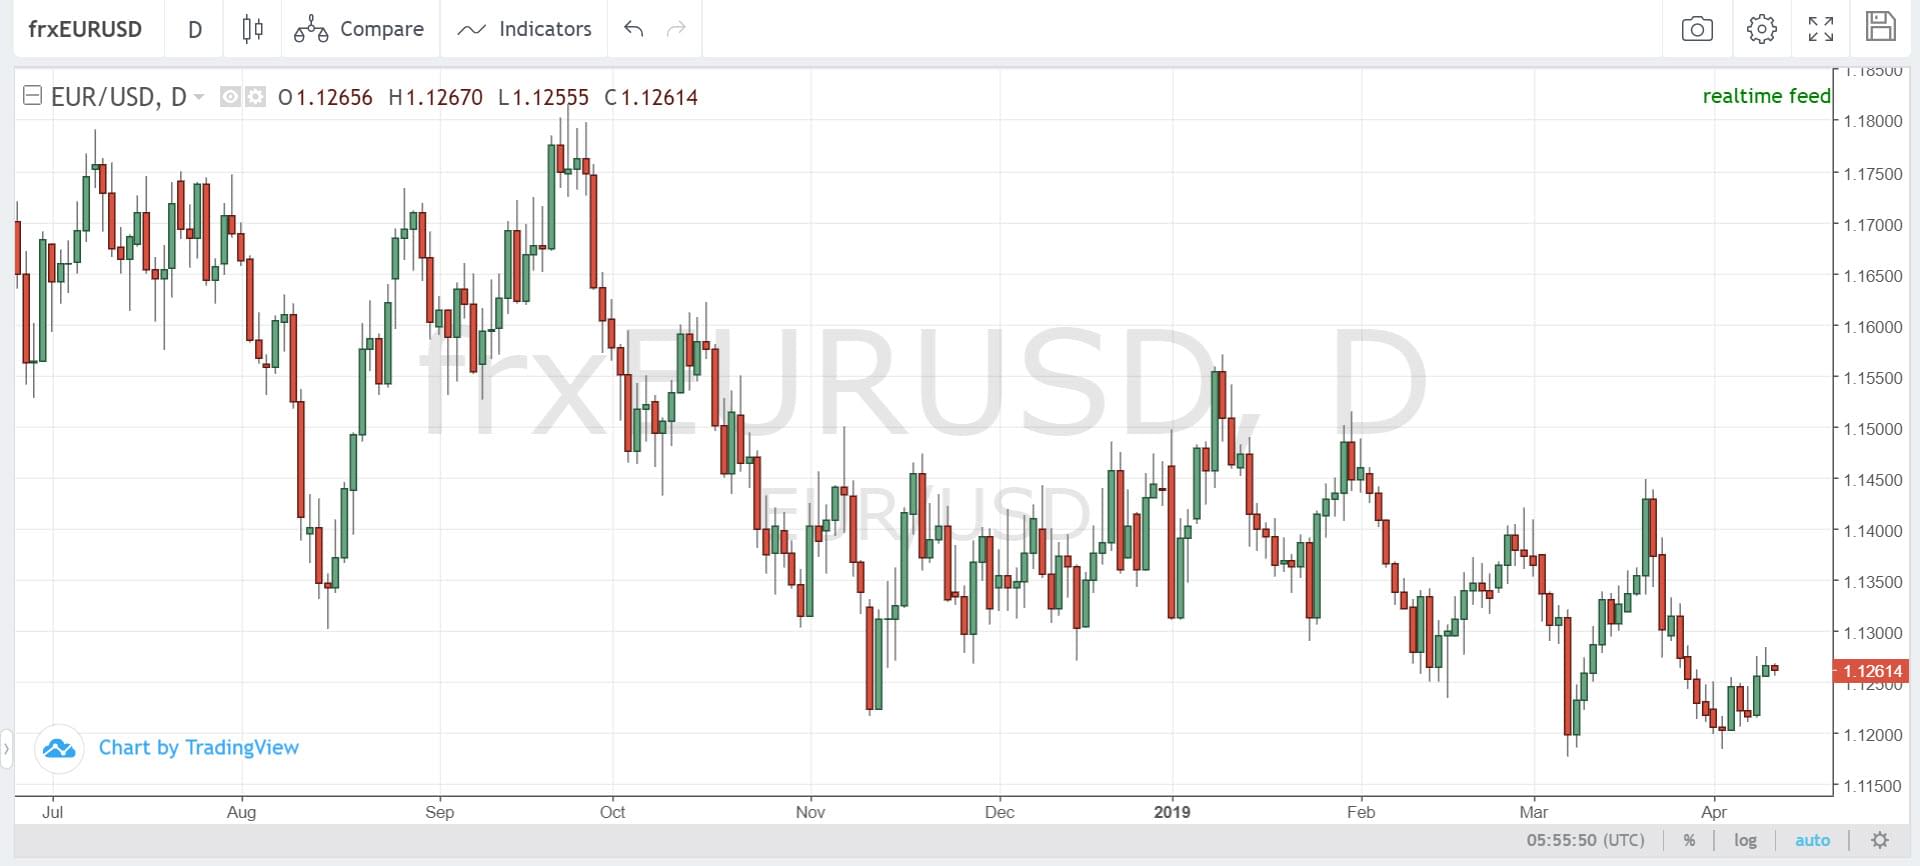 frxEURUSD D Compare Indicators
EUR/USD, D O1.12656 H1.12670 L1.12555 C1.12614
realtime feed
1.18500
1.18000
1.17500
1.17000
1.16500
1.16000
1.15500
1.15000
1.14500
1.14000
1.13500
1.13000
1.12614
1.12500
1.12000
1.11500
frxEURUSD, D
EUR/USD
Chart by TradingView
Jul Aug Sep Oct Nov Dec 2019 Feb Mar Apr
05:55:50 (UTC) % log auto